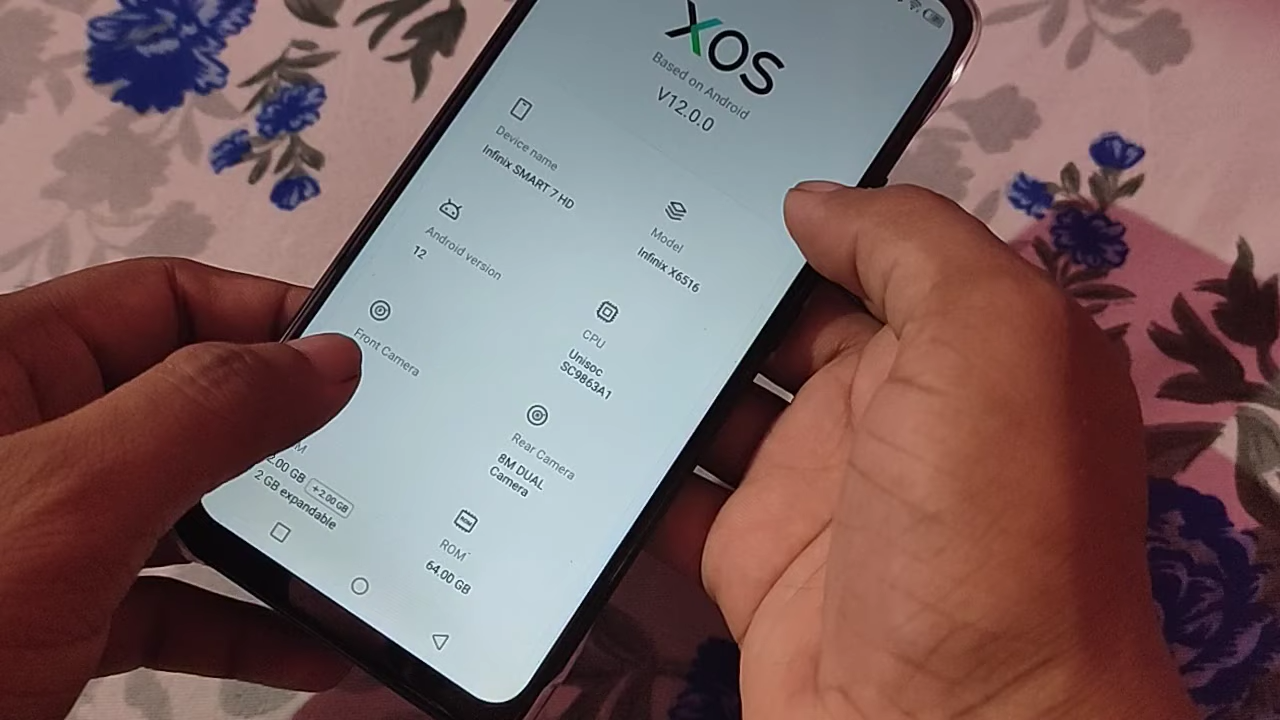 XOS
Based on Android
V12.0.0
Device name
Infinix SMART 7 HD
Model
Infinix X6516
Android version
12
CPU
Unisoc
SC9863A1
Front Camera
Rear Camera
8M DUAL
Camera
2.00 GB +2.00 GB
2 GB expandable
ROM
ROM
64.00 GB